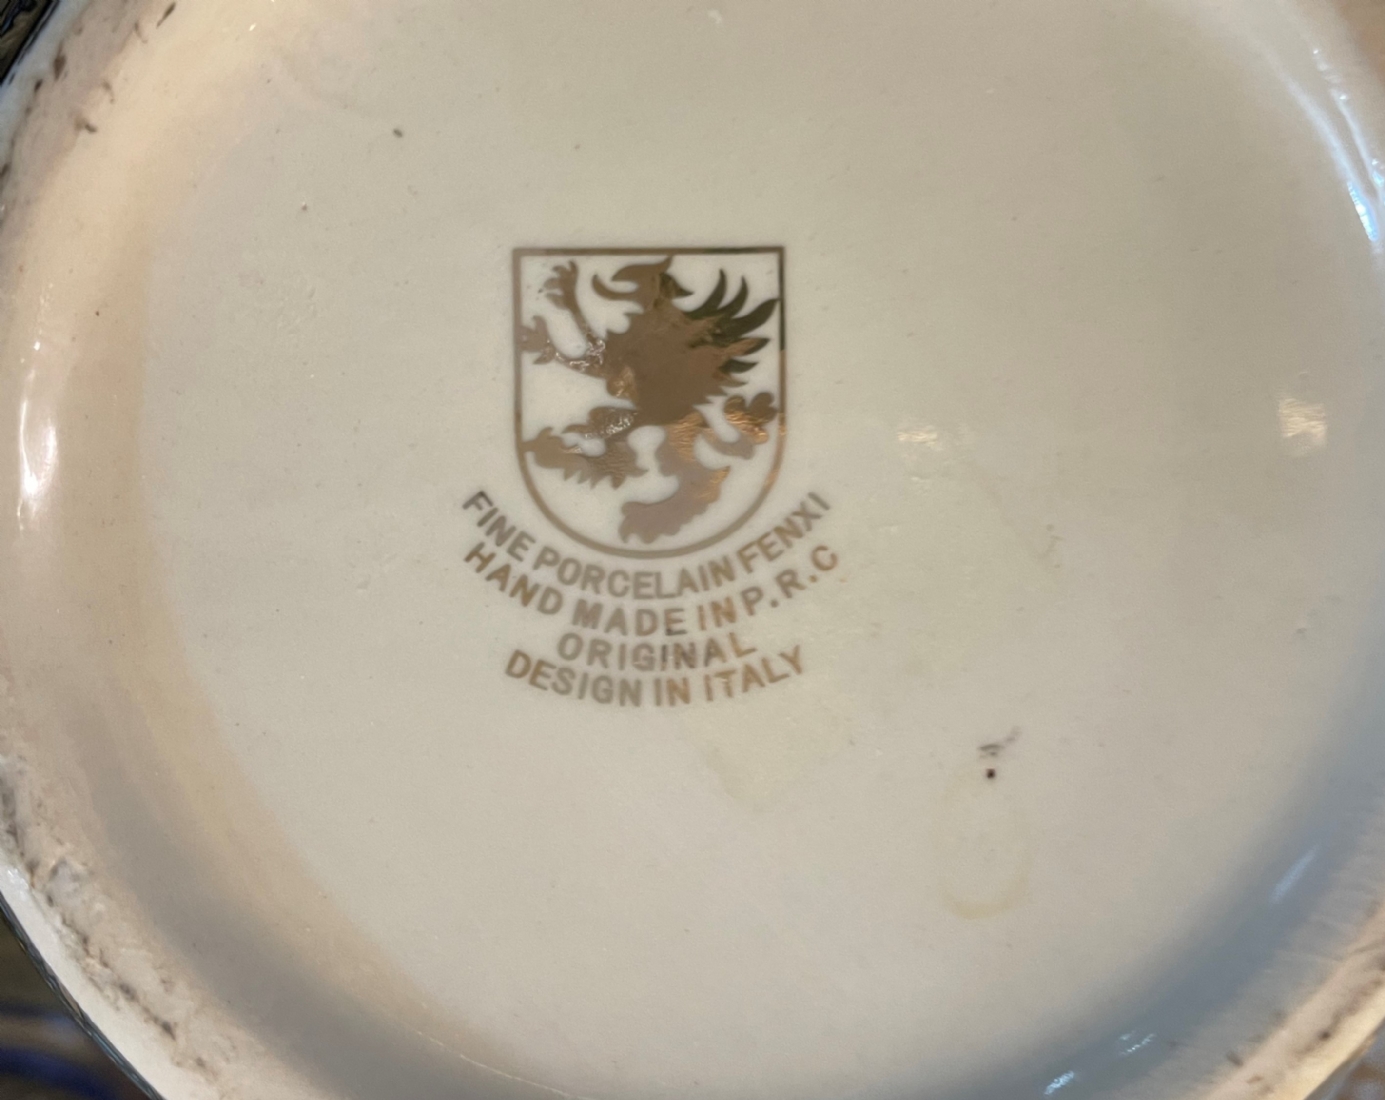 FINE PORCELAIN FENXI
HAND MADE IN P.R.C
ORIGINAL
DESIGN IN ITALY